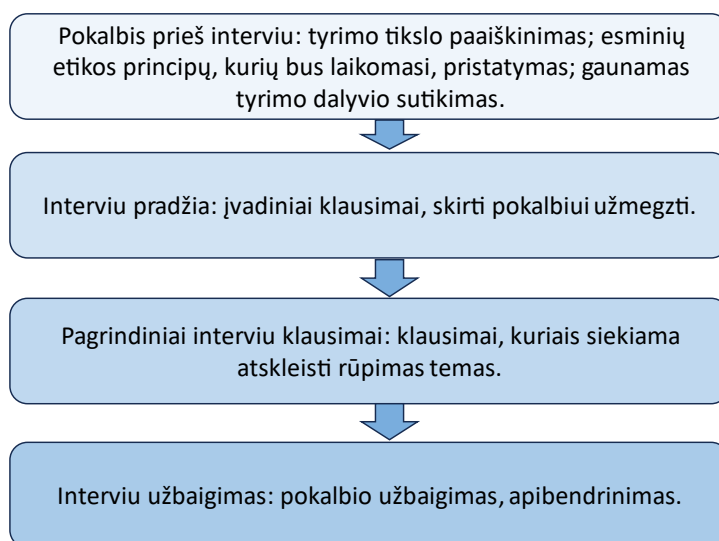 Pokalbis prieš interviu: tyrimo tikslo paaiškinimas; esminių
etikos principų, kurių bus laikomasi, pristatymas; gaunamas
tyrimo dalyvio sutikimas.
Interviu pradžia: įvadiniai klausimai, skirti pokalbiui užmegzti.
Pagrindiniai interviu klausimai: klausimai, kuriais siekiama
atskleisti rūpimas temas.
Interviu užbaigimas: pokalbio užbaigimas, apibendrinimas.